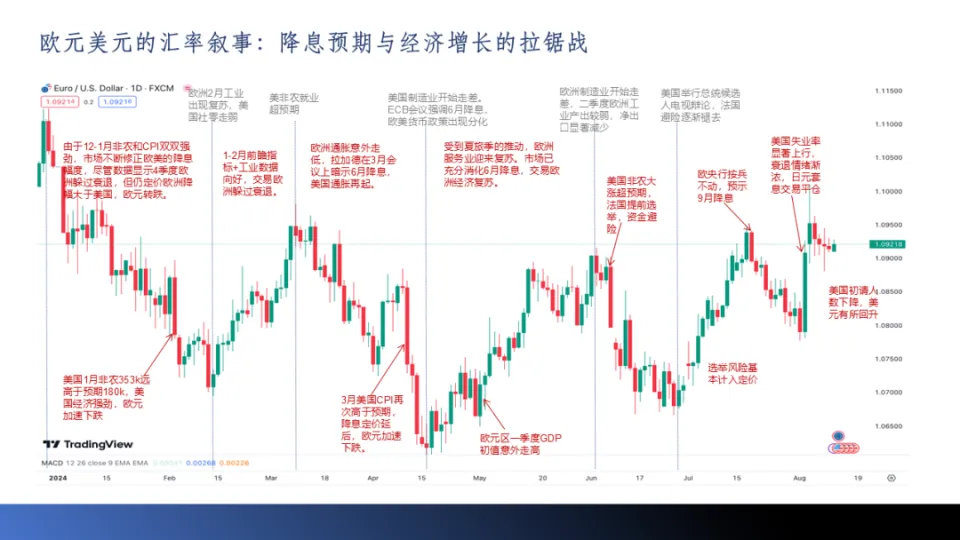 欧元美元的汇率叙事：降息预期与经济增长的拉锯战
Euro / U.S. Dollar · 1D · FXCM
1.09214
0.2
1.09216
欧洲2月工业
出现复苏，美
国社零走弱
美非农就业
超预期
美国制造业开始走差。
ECB会议强调6月降息，
欧美货币政策出现分化
欧洲制造业开始走
差，二季度欧洲工
业产出较弱，净出
口显著减少
美国举行总统候选
人电视辩论，法国
避险逐渐褪去
由于12-1月非农和CPI双双强
劲，市场不断修正欧美的降息
幅度，尽管数据显示4季度欧
洲躲过衰退，但仍定价欧洲降
幅大于美国，欧元转跌。
1-2月前瞻指
标+工业数据
向好，交易欧
洲躲过衰退。
欧洲通胀意外走
低，拉加德在3月会
议上暗示6月降息，
美国通胀再起。
受到夏旅季的推动，欧洲
服务业迎来复苏。市场已
充分消化6月降息，交易欧
洲经济复苏。
美国非农大
涨超预期，
法国提前选
举，资金避
险
欧央行按兵
不动，预示
9月降息
美国失业率
显著上行，
衰退情绪渐
浓，日元套
息交易平仓
美国初请人
数下降，美
元有所回升
选举风险基
本计入定价
美国1月非农353k远
高于预期180k，美
国经济强劲，欧元
加速下跌
3月美国CPI再
次高于预期，
降息定价延
后，欧元加速
下跌。
欧元区一季度GDP
初值意外走高
1.11500
1.11000
1.10500
1.10000
1.09500
1.09218
1.09000
1.08500
1.08000
1.07500
1.07000
1.06500
TradingView
MACD 12 26 close 9 EMA EMA 0.00268 0.00226
2024 15 Feb 15 Mar 18 Apr 15 May 20 Jun 17 Jul 15 Aug 19